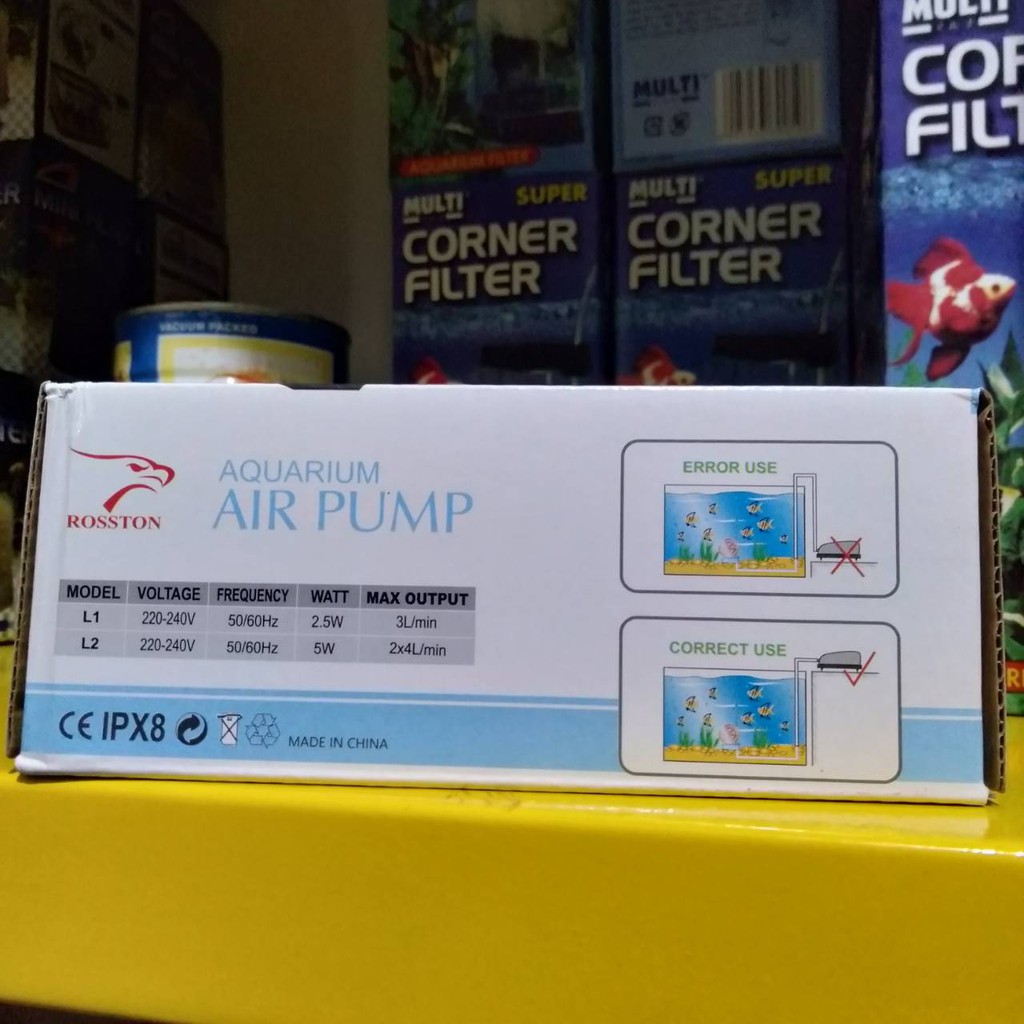 MULTI
COR
FILT
MULTI
AQUARIUM FILTER
MULTI SUPER
CORNER
FILTER
MULTI SUPER
CORNER
FILTER
VACUUM PACKED
ROSSTON
AQUARIUM
AIR PUMP
MODEL VOLTAGE FREQUENCY WATT MAX OUTPUT
L1 220-240V 50/60Hz 2.5W 3L/min
L2 220-240V 50/60Hz 5W 2x4L/min
CE IPX8
MADE IN CHINA
ERROR USE
CORRECT USE